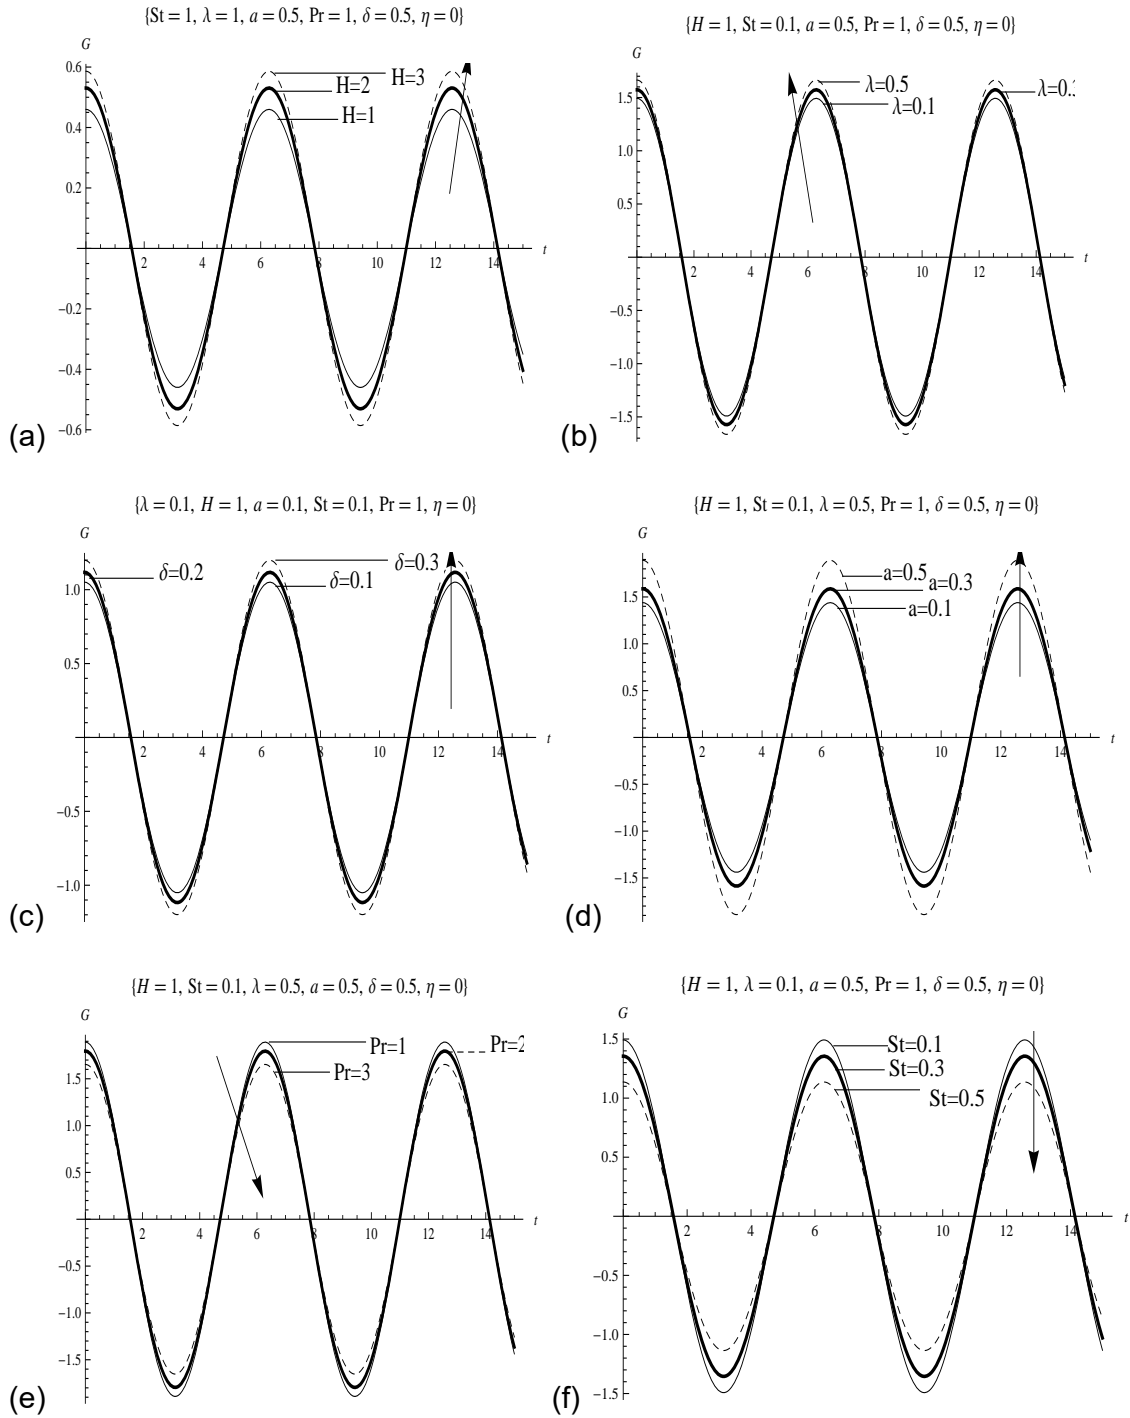 {St = 1, λ = 1, a = 0.5, Pr = 1, δ = 0.5, η = 0}
G
0.6
0.4
0.2
-0.2
-0.4
-0.6
2
4
6
8
10
12
14
t
H=3
H=2
H=1
(a)
{H = 1, St = 0.1, a = 0.5, Pr = 1, δ = 0.5, η = 0}
G
1.5
1.0
0.5
-0.5
1.0
-1.5
2
4
6
8
10
12
14
t
λ=0.5
λ=0.1
(b)
{λ = 0.1, H = 1, a = 0.1, St = 0.1, Pr = 1, η = 0}
G
1.0
0.5
-0.5
-1.0
2
4
6
8
10
12
14
t
δ=0.2
δ=0.3
δ=0.1
(c)
{H = 1, St = 0.1, λ = 0.5, Pr = 1, δ = 0.5, η = 0}
G
1.5
1.0
0.5
-0.5
-1.0
-1.5
2
4
6
8
10
12
14
t
a=0.5
a=0.3
a=0.1
(d)
{H = 1, St = 0.1, λ = 0.5, a = 0.5, δ = 0.5, η = 0}
G
1.5
1.0
0.5
-0.5
-1.0
-1.5
2
4
6
8
10
12
14
t
Pr=1
Pr=2
Pr=3
(e)
{H = 1, λ = 0.1, a = 0.5, Pr = 1, δ = 0.5, η = 0}
G
1.5
1.0
0.5
-0.5
-1.0
-1.5
2
4
6
8
10
12
14
t
St=0.1
St=0.3
St=0.5
(f)